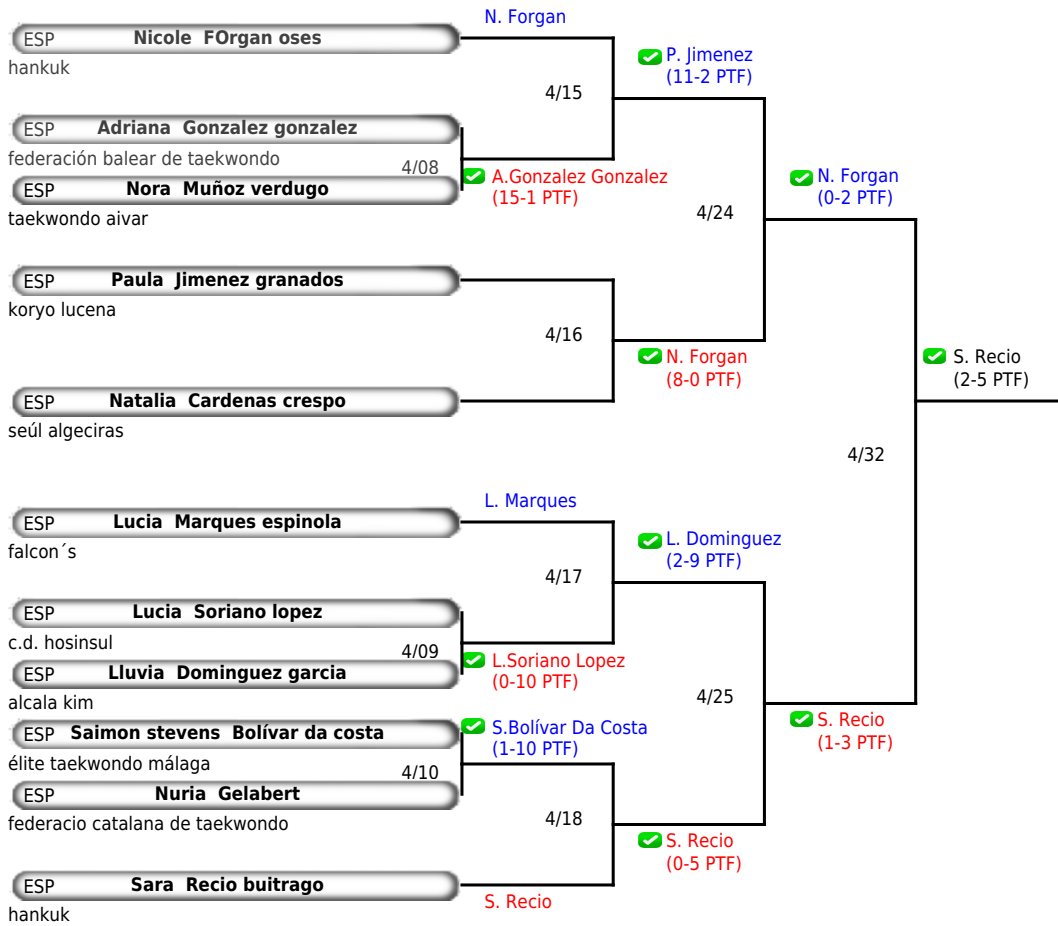 N. Forgan
ESP Nicole FOrgan oses
hankuk
P. Jimenez
(11-2 PTF)
4/15
ESP Adriana Gonzalez gonzalez
federación balear de taekwondo
4/08
A.Gonzalez Gonzalez
(15-1 PTF)
ESP Nora Muñoz verdugo
taekwondo aivar
N. Forgan
(0-2 PTF)
4/24
ESP Paula Jimenez granados
koryo lucena
4/16
N. Forgan
(8-0 PTF)
S. Recio
(2-5 PTF)
ESP Natalia Cardenas crespo
seúl algeciras
4/32
L. Marques
ESP Lucia Marques espinola
falcon´s
L. Dominguez
(2-9 PTF)
4/17
ESP Lucia Soriano lopez
c.d. hosinsul
4/09
L.Soriano Lopez
(0-10 PTF)
ESP Lluvia Dominguez garcia
alcala kim
4/25
S. Recio
(1-3 PTF)
ESP Saimon stevens Bolívar da costa
élite taekwondo málaga
S.Bolívar Da Costa
(1-10 PTF)
4/10
ESP Nuria Gelabert
federacio catalana de taekwondo
4/18
S. Recio
(0-5 PTF)
ESP Sara Recio buitrago
hankuk
S. Recio